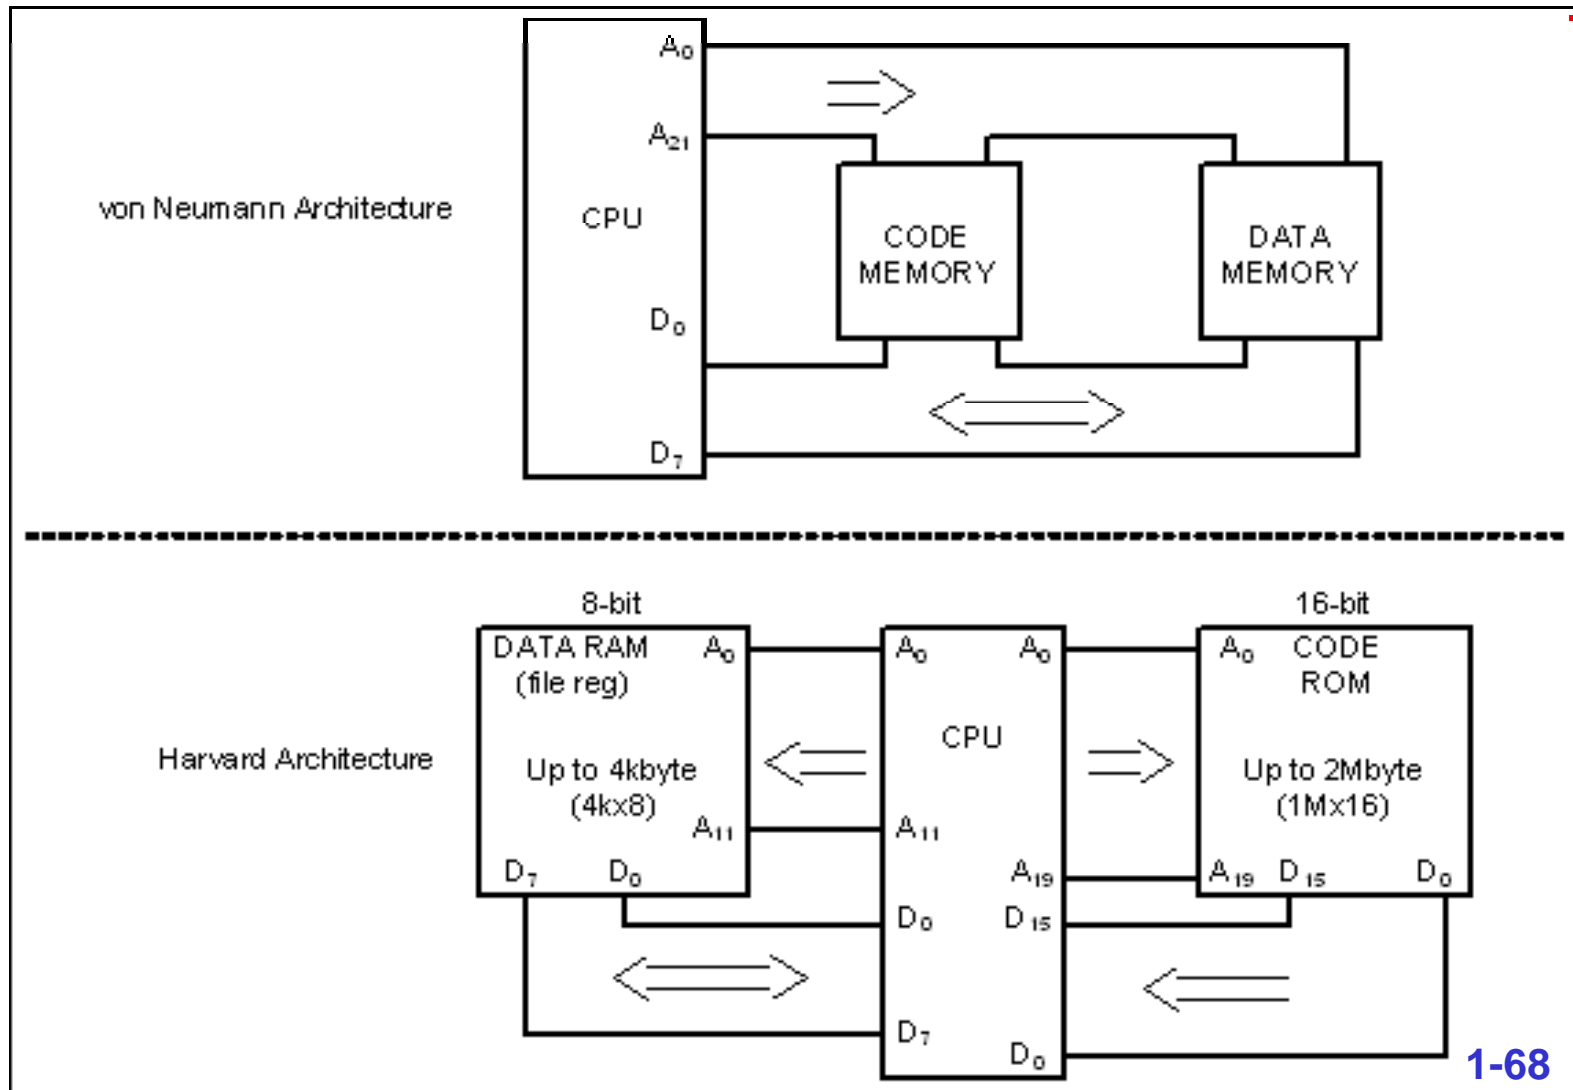 A0
A21
von Neumann Architecture
CPU
CODE
MEMORY
DATA
MEMORY
D0
D7
8-bit
16-bit
DATA RAM
(file reg)
A0
A0
A0
A0
CODE
ROM
Harvard Architecture
CPU
Up to 4kbyte
(4kx8)
Up to 2Mbyte
(1Mx16)
A11
A11
D7
D0
A19
A19
D15
D0
D0
D15
D7
D0
1-68